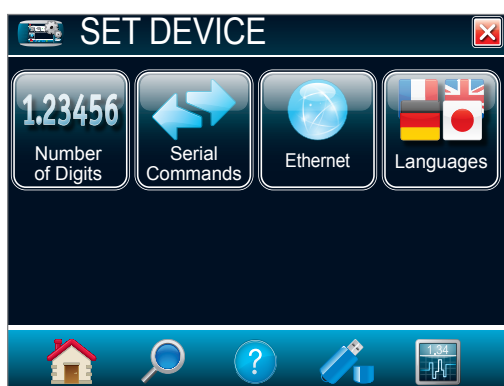 SET DEVICE
1.23456
Number
of Digits
Serial
Commands
Ethernet
Languages
?
1,34